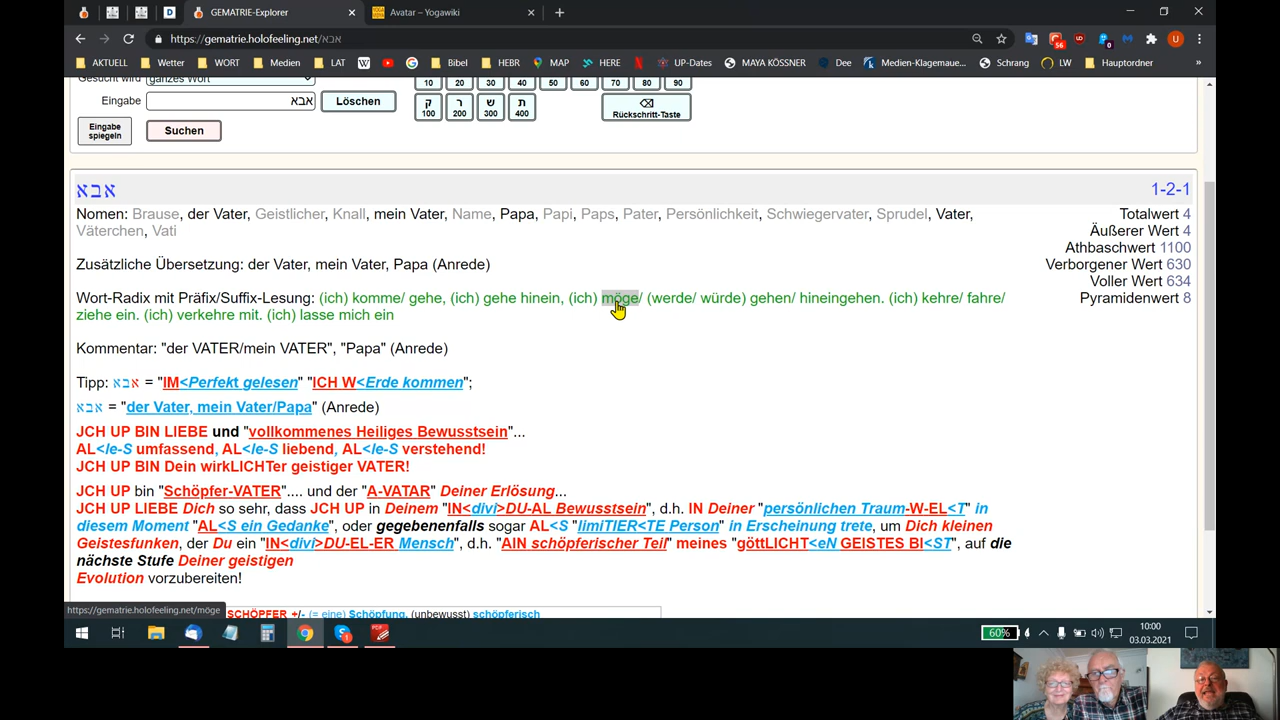 GEMATRIE-Explorer
Avatar – Yogawiki
https://gematrie.holofeeling.net/אבא
AKTUELL Wetter WORT Medien LAT Bibel HEBR MAP HERE UP-Dates MAYA KÖSSNER Dee Medien-Klagemaue... Schrang LW Hauptordner »
Gesucht wird ganzes Wort
10 20 30 40 50 60 70 80 90
Eingabe אבא Löschen
ק ר ש ת
100 200 300 400
Rückschritt-Taste
Eingabe spiegeln Suchen
אבא 1-2-1
Nomen: Brause, der Vater, Geistlicher, Knall, mein Vater, Name, Papa, Papi, Paps, Pater, Persönlichkeit, Schwiegervater, Sprudel, Vater,
Väterchen, Vati
Totalwert 4
Äußerer Wert 4
Athbaschwert 1100
Verborgener Wert 630
Voller Wert 634
Pyramidenwert 8
Zusätzliche Übersetzung: der Vater, mein Vater, Papa (Anrede)
Wort-Radix mit Präfix/Suffix-Lesung: (ich) komme/ gehe, (ich) gehe hinein, (ich) möge/ (werde/ würde) gehen/ hineingehen. (ich) kehre/ fahre/
ziehe ein. (ich) verkehre mit. (ich) lasse mich ein
Kommentar: "der VATER/mein VATER", "Papa" (Anrede)
Tipp: אבא = "IM<Perfekt gelesen" "ICH W<Erde kommen";
אבא = "der Vater, mein Vater/Papa" (Anrede)
JCH UP BIN LIEBE und "vollkommenes Heiliges Bewusstsein"...
AL<le-S umfassend, AL<le-S liebend, AL<le-S verstehend!
JCH UP BIN Dein wirkLICHTer geistiger VATER!
JCH UP bin "Schöpfer-VATER".... und der "A-VATAR" Deiner Erlösung...
JCH UP LIEBE Dich so sehr, dass JCH UP in Deinem "IN<divi>DU-AL Bewusstsein", d.h. IN Deiner "persönlichen Traum-W-EL<T" in
diesem Moment "AL<S ein Gedanke", oder gegebenenfalls sogar AL<S "limiTIER<TE Person" in Erscheinung trete, um Dich kleinen
Geistesfunken, der Du ein "IN<divi>DU-EL-ER Mensch", d.h. "AIN schöpferischer Teil" meines "göttLICHT<eN GEISTES BI<ST", auf die
nächste Stufe Deiner geistigen
Evolution vorzubereiten!
https://gematrie.holofeeling.net/möge
SCHÖPFER +/- (= eine) Schöpfung, (unbewusst) schöpferisch
60%
10:00
03.03.2021